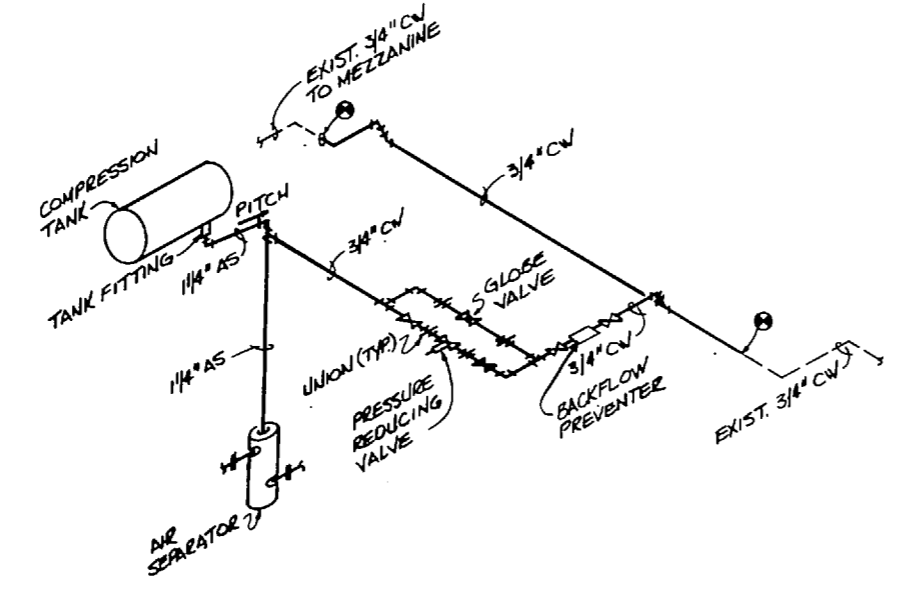 EXIST. 3/4" CW
TO MEZZANINE
COMPRESSION
TANK
PITCH
3/4" CW
TANK FITTING
1 1/4" AS
3/4" CW
GLOBE
VALVE
1 1/4" AS
UNION (TYP.)
PRESSURE
REDUCING
VALVE
3/4" CW
BACKFLOW
PREVENTER
EXIST. 3/4" CW
AIR
SEPARATOR